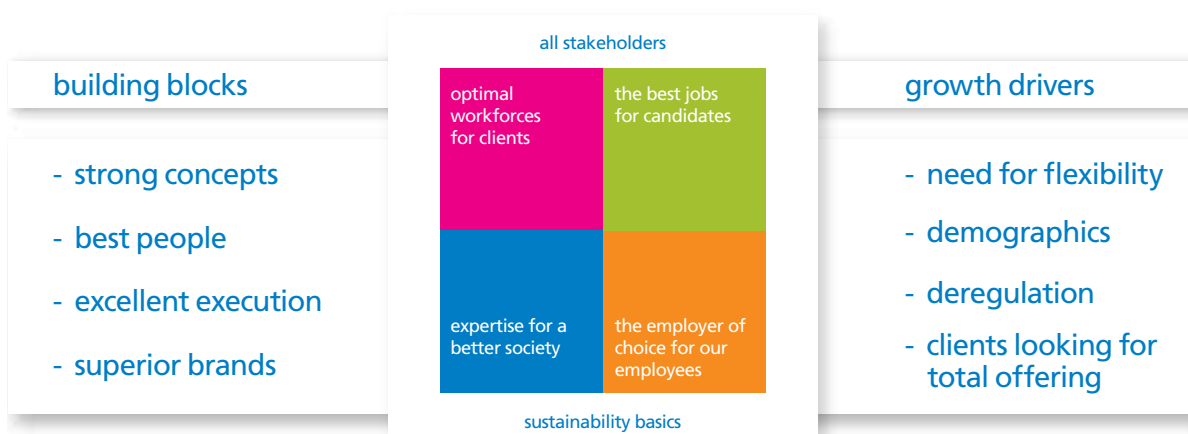 building blocks
- strong concepts
- best people
- excellent execution
- superior brands
all stakeholders
optimal
workforces
for clients
the best jobs
for candidates
expertise for a
better society
the employer of
choice for our
employees
sustainability basics
growth drivers
- need for flexibility
- demographics
- deregulation
- clients looking for
total offering